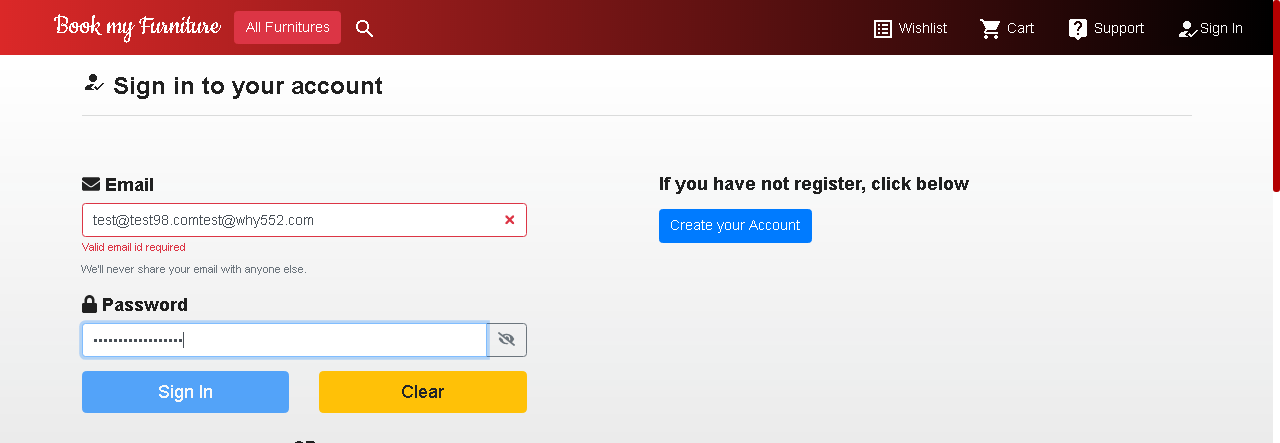 Book my Furniture All Furnitures Wishlist Cart Support Sign In
Sign in to your account
Email
test@test98.comtest@why552.com
Valid email id required
We'll never share your email with anyone else.
Password
Sign In Clear
If you have not register, click below
Create your Account